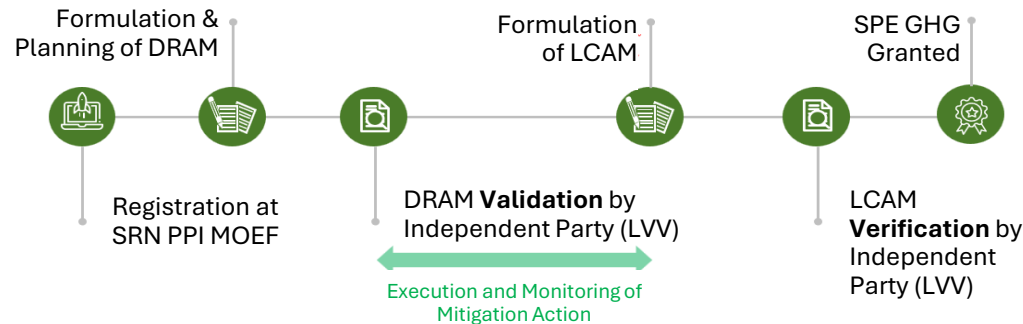 Formulation &
Planning of DRAM
Formulation
of LCAM
SPE GHG
Granted
Registration at
SRN PPI MOEF
DRAM Validation by
Independent Party (LVV)
LCAM
Verification by
Independent
Party (LVV)
Execution and Monitoring of
Mitigation Action